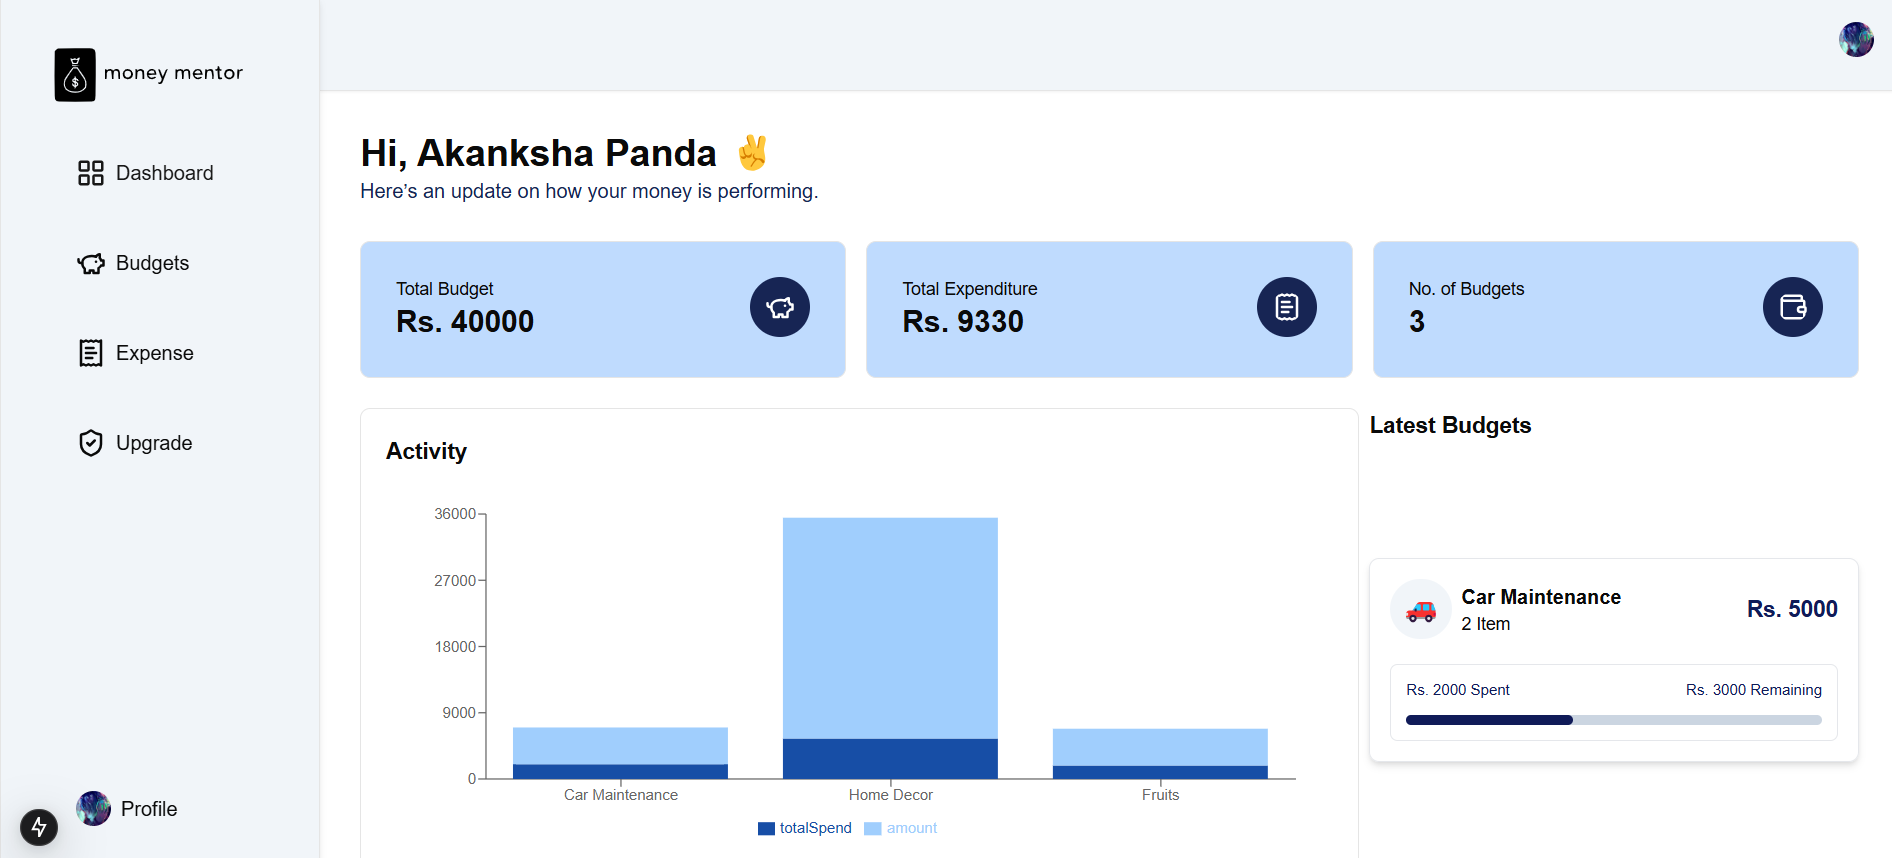 money mentor
Dashboard
Budgets
Expense
Upgrade
Profile
Hi, Akanksha Panda ✌
Here's an update on how your money is performing.
Total Budget
Rs. 40000
Total Expenditure
Rs. 9330
No. of Budgets
3
Activity
36000
27000
18000
9000
0
Car Maintenance
Home Decor
Fruits
totalSpend
amount
Latest Budgets
Car Maintenance
2 Item
Rs. 5000
Rs. 2000 Spent
Rs. 3000 Remaining